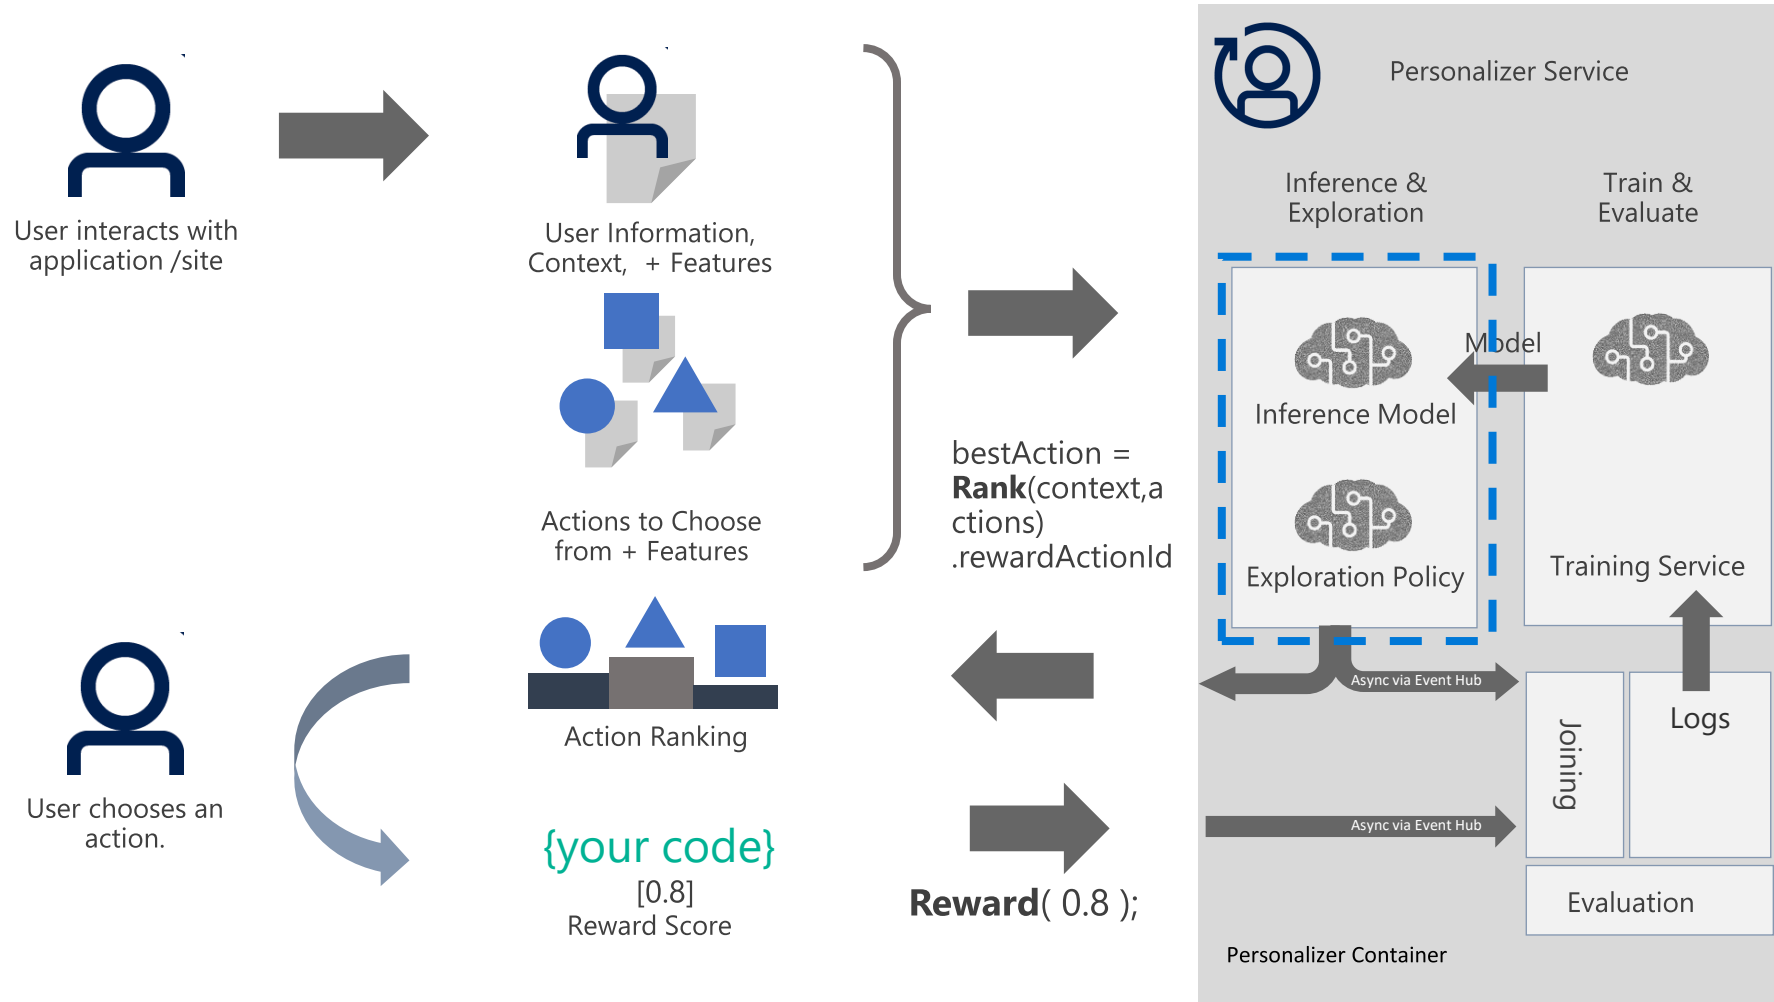 User interacts with
application /site
User Information,
Context,  + Features
Actions to Choose
from + Features
bestAction =
Rank(context,a
ctions)
.rewardActionId
Personalizer Service
Inference &
Exploration
Train &
Evaluate
Model
Inference Model
Exploration Policy
Training Service
Async via Event Hub
Joining
Logs
Async via Event Hub
Evaluation
Personalizer Container
Action Ranking
User chooses an
action.
{your code}
[0.8]
Reward Score
Reward( 0.8 );